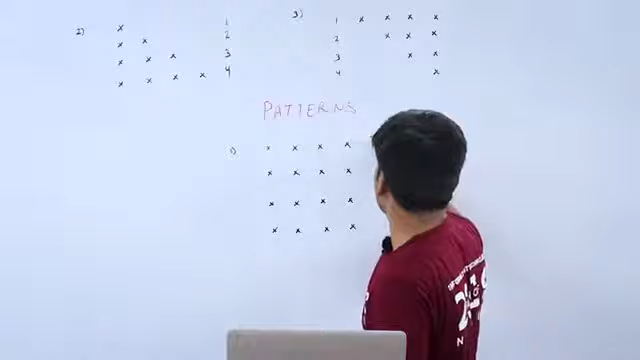 2) x 1
x x 2
x x x 3
x x x x 4
3) 1 x x x x
2 x x x
3 x x
4 x
PATTERNS
1) x x x x
x x x x
x x x x
x x x x